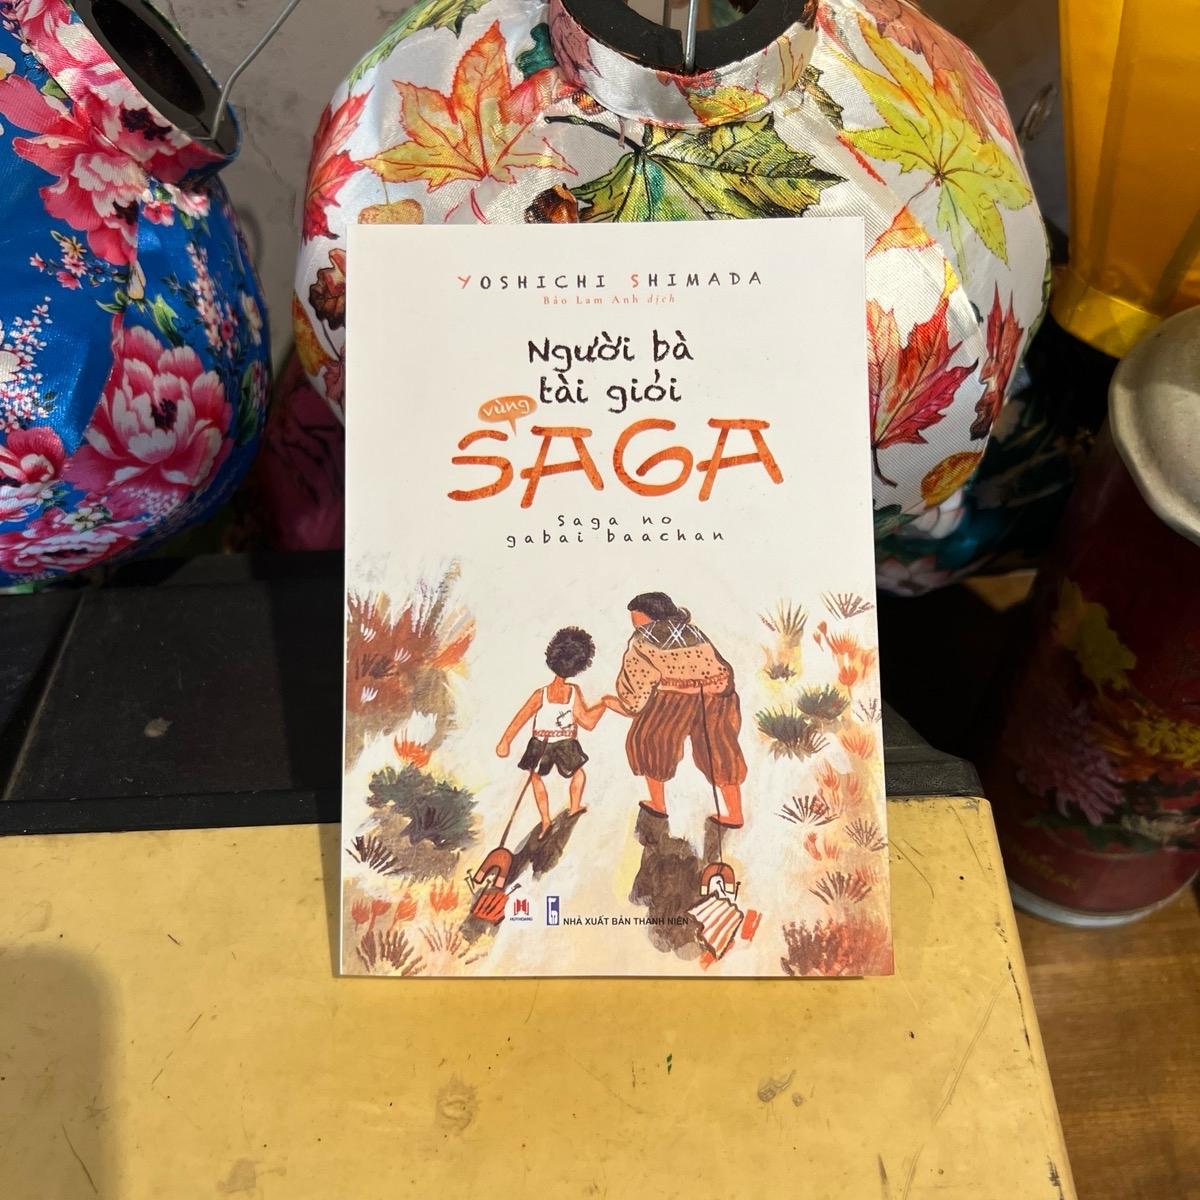 YOSHICHI SHIMADA
Bảo Lam Anh dịch
Người bà
tài giỏi
vùng
SAGA
Saga no
gabai baachan
HUYHOANG
NHÀ XUẤT BẢN THANH NIÊN